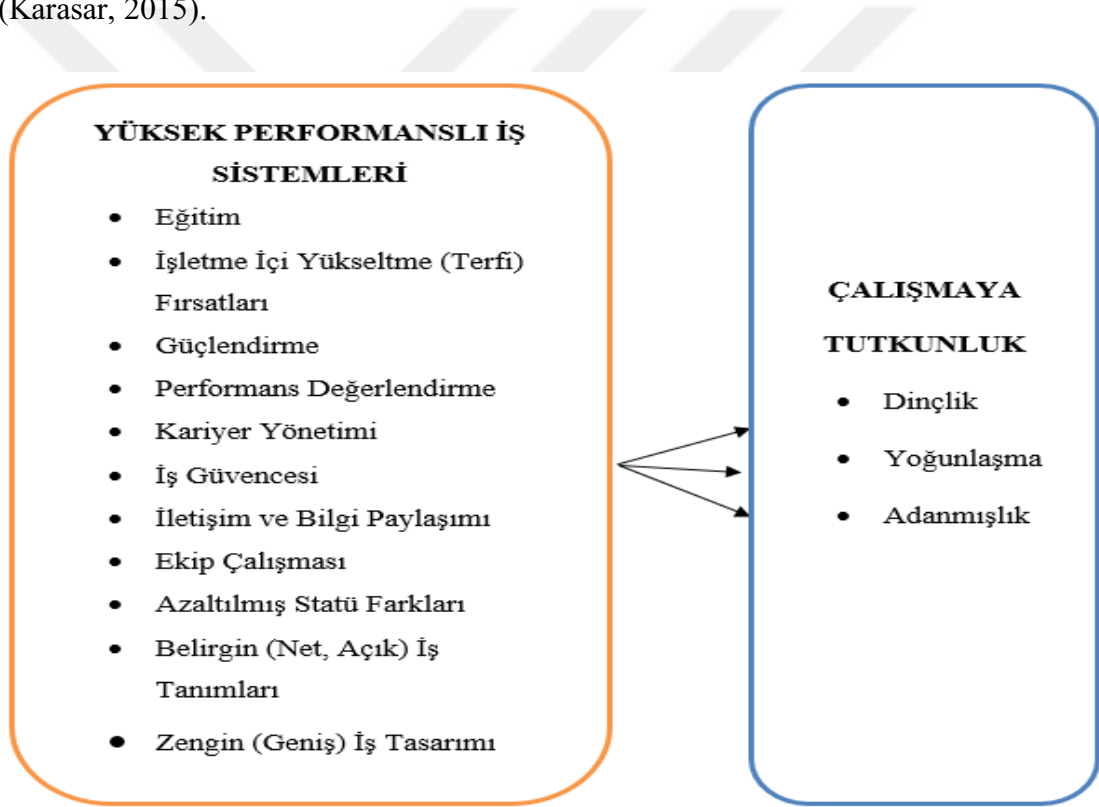 (Karasar, 2015).
YÜKSEK PERFORMANSLI İŞ
SİSTEMLERİ
• Eğitim
• İşletme İçi Yükseltme (Terfi)
Fırsatları
• Güçlendirme
• Performans Değerlendirme
• Kariyer Yönetimi
• İş Güvencesi
• İletişim ve Bilgi Paylaşımı
• Ekip Çalışması
• Azaltılmış Statü Farkları
• Belirgin (Net, Açık) İş
Tanımları
• Zengin (Geniş) İş Tasarımı
ÇALIŞMAYA
TUTKUNLUK
• Dinçlik
• Yoğunlaşma
• Adanmışlık